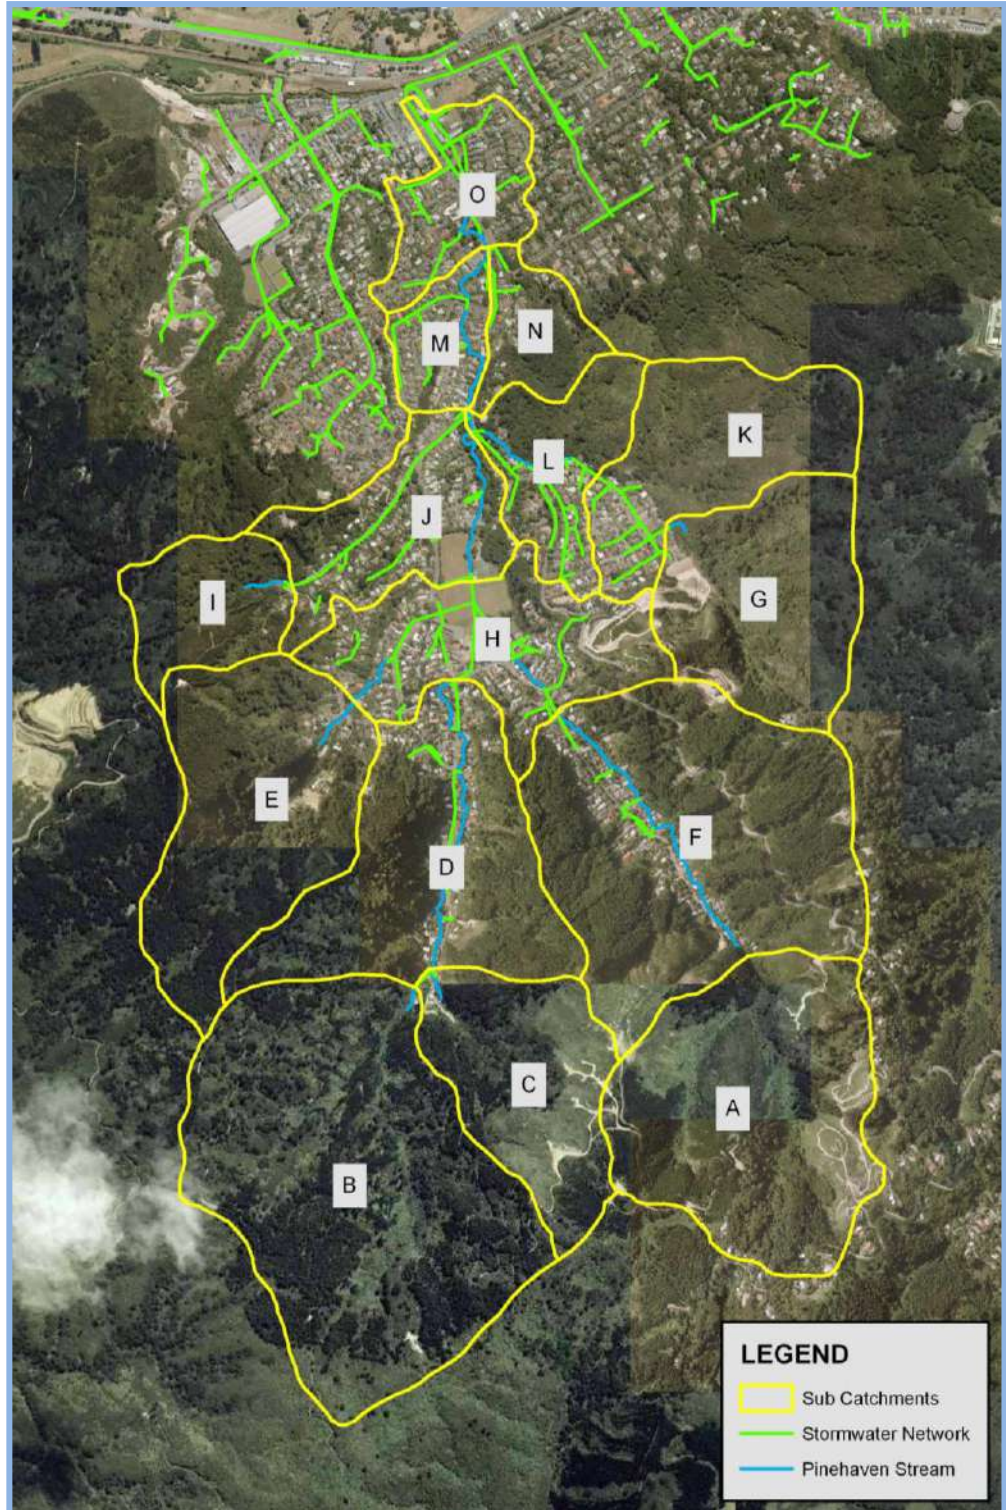 O
N
M
K
L
J
G
I
H
E
F
D
C
A
B
LEGEND
Sub Catchments
Stormwater Network
Pinehaven Stream